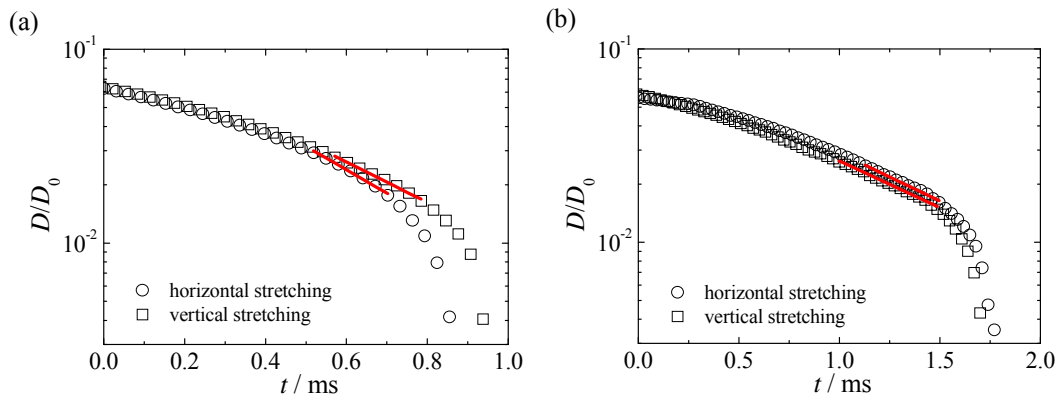 (a)
10⁻¹
10⁻²
D/D₀
0.0 0.2 0.4 0.6 0.8 1.0
t / ms
horizontal stretching
vertical stretching
(b)
10⁻¹
10⁻²
D/D₀
0.0 0.5 1.0 1.5 2.0
t / ms
horizontal stretching
vertical stretching